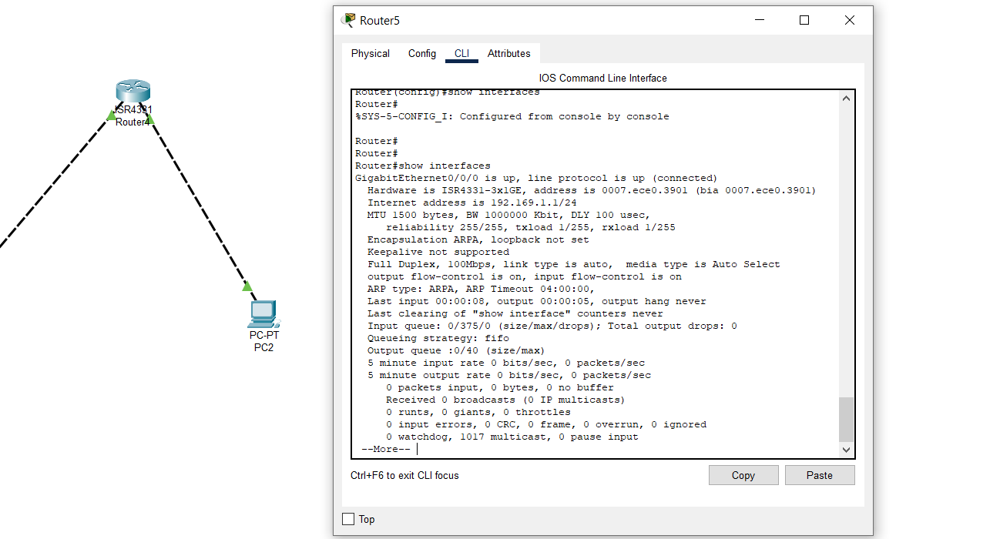 ISR4331
Router4
PC-PT
PC2
Router5
Physical Config CLI Attributes
IOS Command Line Interface
Router(config)#show interfaces
Router#
%SYS-5-CONFIG_I: Configured from console by console
Router#
Router#
Router#show interfaces
GigabitEthernet0/0/0 is up, line protocol is up (connected)
Hardware is ISR4331-3x1GE, address is 0007.ece0.3901 (bia 0007.ece0.3901)
Internet address is 192.169.1.1/24
MTU 1500 bytes, BW 1000000 Kbit, DLY 100 usec,
reliability 255/255, txload 1/255, rxload 1/255
Encapsulation ARPA, loopback not set
Keepalive not supported
Full Duplex, 100Mbps, link type is auto,  media type is Auto Select
output flow-control is on, input flow-control is on
ARP type: ARPA, ARP Timeout 04:00:00,
Last input 00:00:08, output 00:00:05, output hang never
Last clearing of "show interface" counters never
Input queue: 0/375/0 (size/max/drops); Total output drops: 0
Queueing strategy: fifo
Output queue :0/40 (size/max)
5 minute input rate 0 bits/sec, 0 packets/sec
5 minute output rate 0 bits/sec, 0 packets/sec
0 packets input, 0 bytes, 0 no buffer
Received 0 broadcasts (0 IP multicasts)
0 runts, 0 giants, 0 throttles
0 input errors, 0 CRC, 0 frame, 0 overrun, 0 ignored
0 watchdog, 1017 multicast, 0 pause input
--More--
Ctrl+F6 to exit CLI focus
Copy Paste
Top